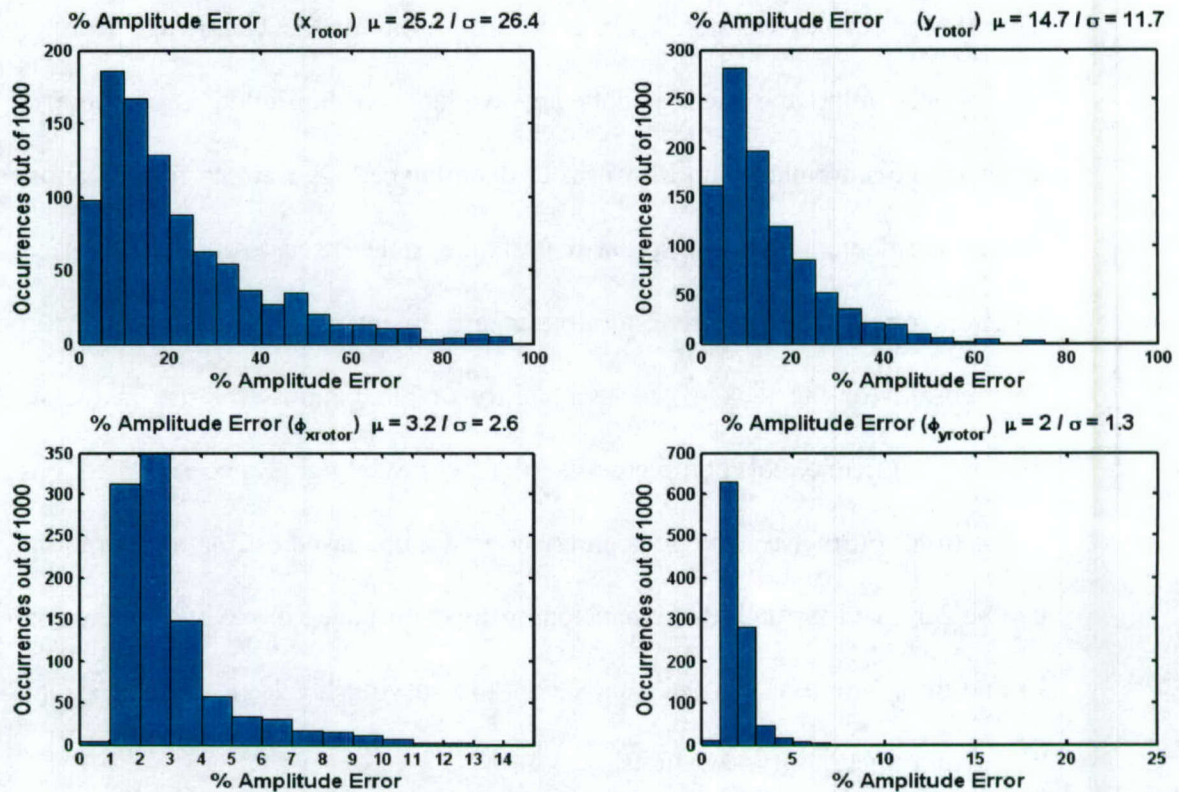 % Amplitude Error (x_rotor) μ = 25.2 / σ = 26.4
Occurrences out of 1000
200
150
100
50
0
0 20 40 60 80 100
% Amplitude Error
% Amplitude Error (y_rotor) μ = 14.7 / σ = 11.7
Occurrences out of 1000
300
250
200
150
100
50
0
0 20 40 60 80 100
% Amplitude Error
% Amplitude Error (ϕ_xrotor) μ = 3.2 / σ = 2.6
Occurrences out of 1000
350
300
250
200
150
100
50
0
0 1 2 3 4 5 6 7 8 9 10 11 12 13 14
% Amplitude Error
% Amplitude Error (ϕ_yrotor) μ = 2 / σ = 1.3
Occurrences out of 1000
700
600
500
400
300
200
100
0
0 5 10 15 20 25
% Amplitude Error